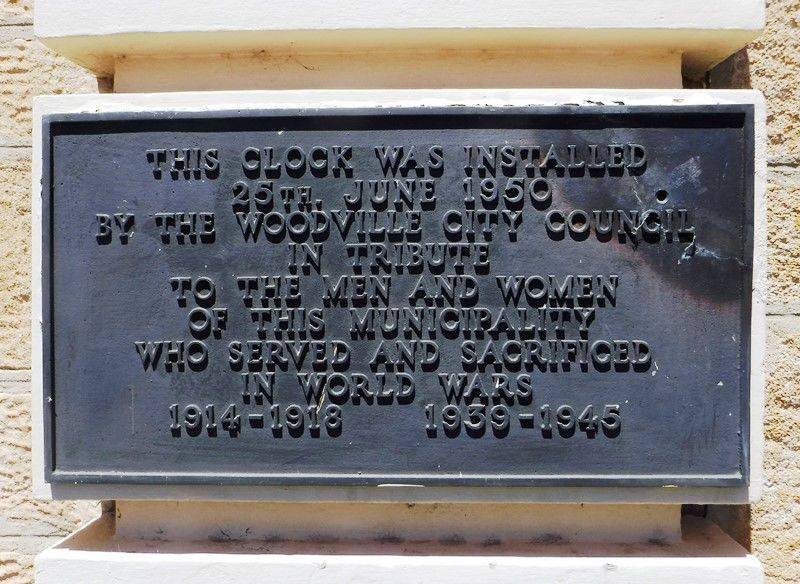 THIS CLOCK WAS INSTALLED
25TH. JUNE 1950
BY THE WOODVILLE CITY COUNCIL
IN TRIBUTE
TO THE MEN AND WOMEN
OF THIS MUNICIPALITY
WHO SERVED AND SACRIFICED
IN WORLD WARS
1914-1918 1939-1945